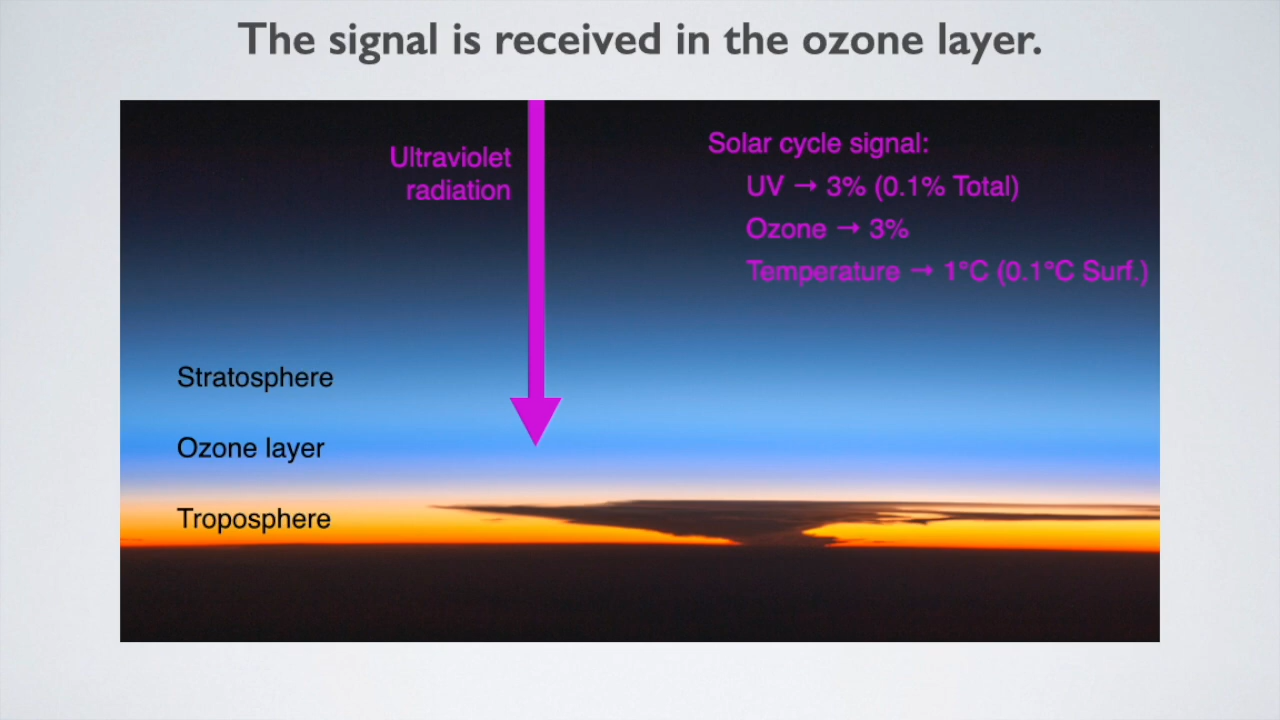 The signal is received in the ozone layer.
Ultraviolet
radiation
Solar cycle signal:
UV → 3% (0.1% Total)
Ozone → 3%
Temperature → 1°C (0.1°C Surf.)
Stratosphere
Ozone layer
Troposphere